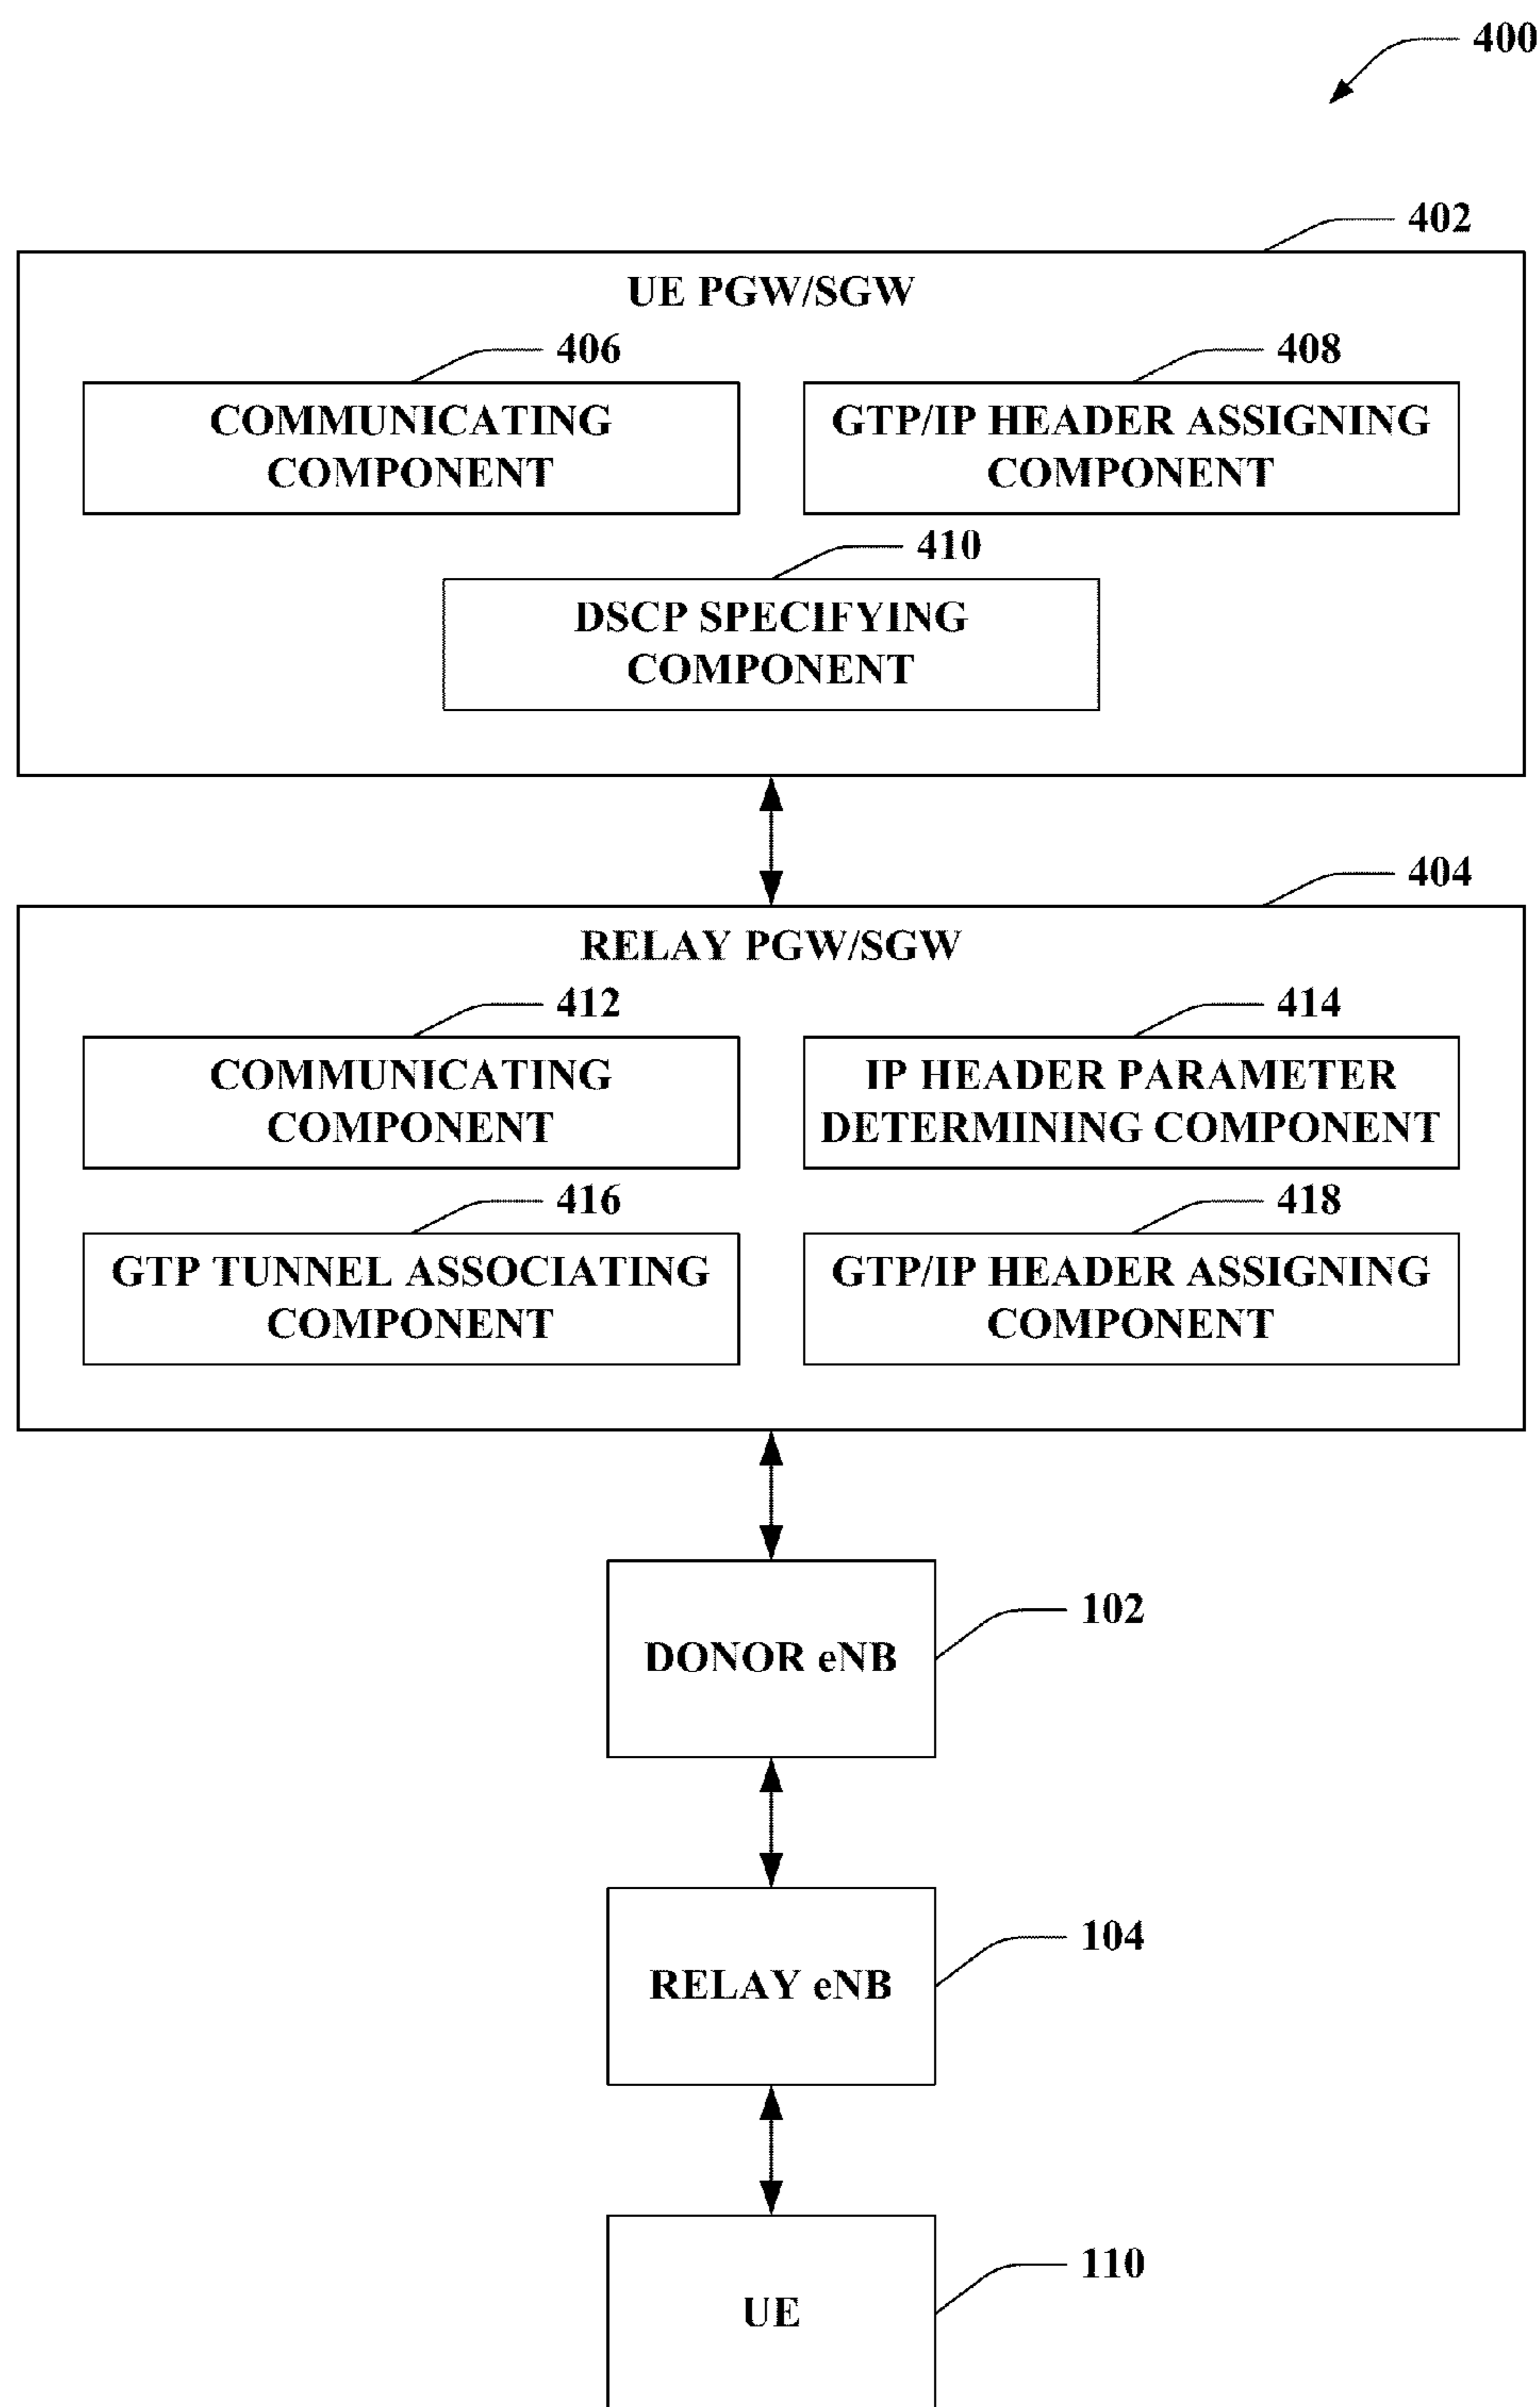 400
402
UE PGW/SGW
406
408
COMMUNICATING
COMPONENT
GTP/IP HEADER ASSIGNING
COMPONENT
410
DSCP SPECIFYING
COMPONENT
404
RELAY PGW/SGW
412
414
COMMUNICATING
COMPONENT
IP HEADER PARAMETER
DETERMINING COMPONENT
416
418
GTP TUNNEL ASSOCIATING
COMPONENT
GTP/IP HEADER ASSIGNING
COMPONENT
102
DONOR eNB
104
RELAY eNB
110
UE